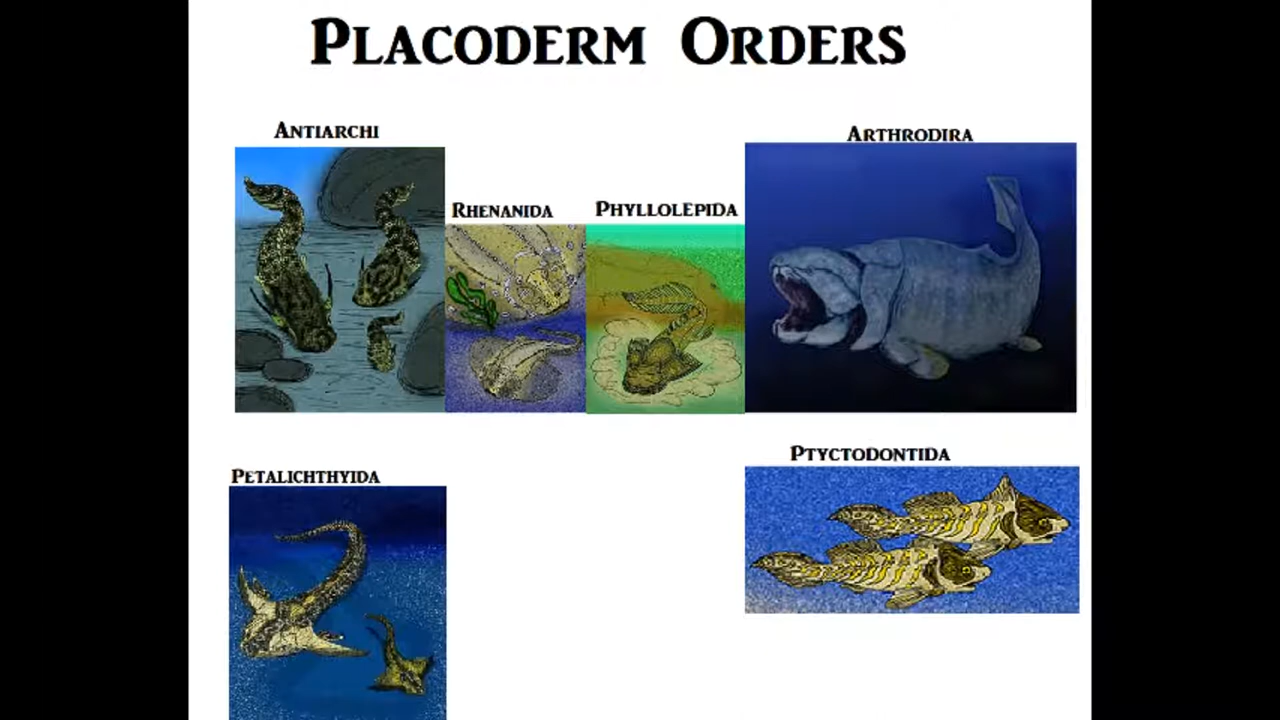 Placoderm Orders
Antiarchi
Arthrodira
Rhenanida
Phyllolepida
Petalichthyida
Ptyctodontida